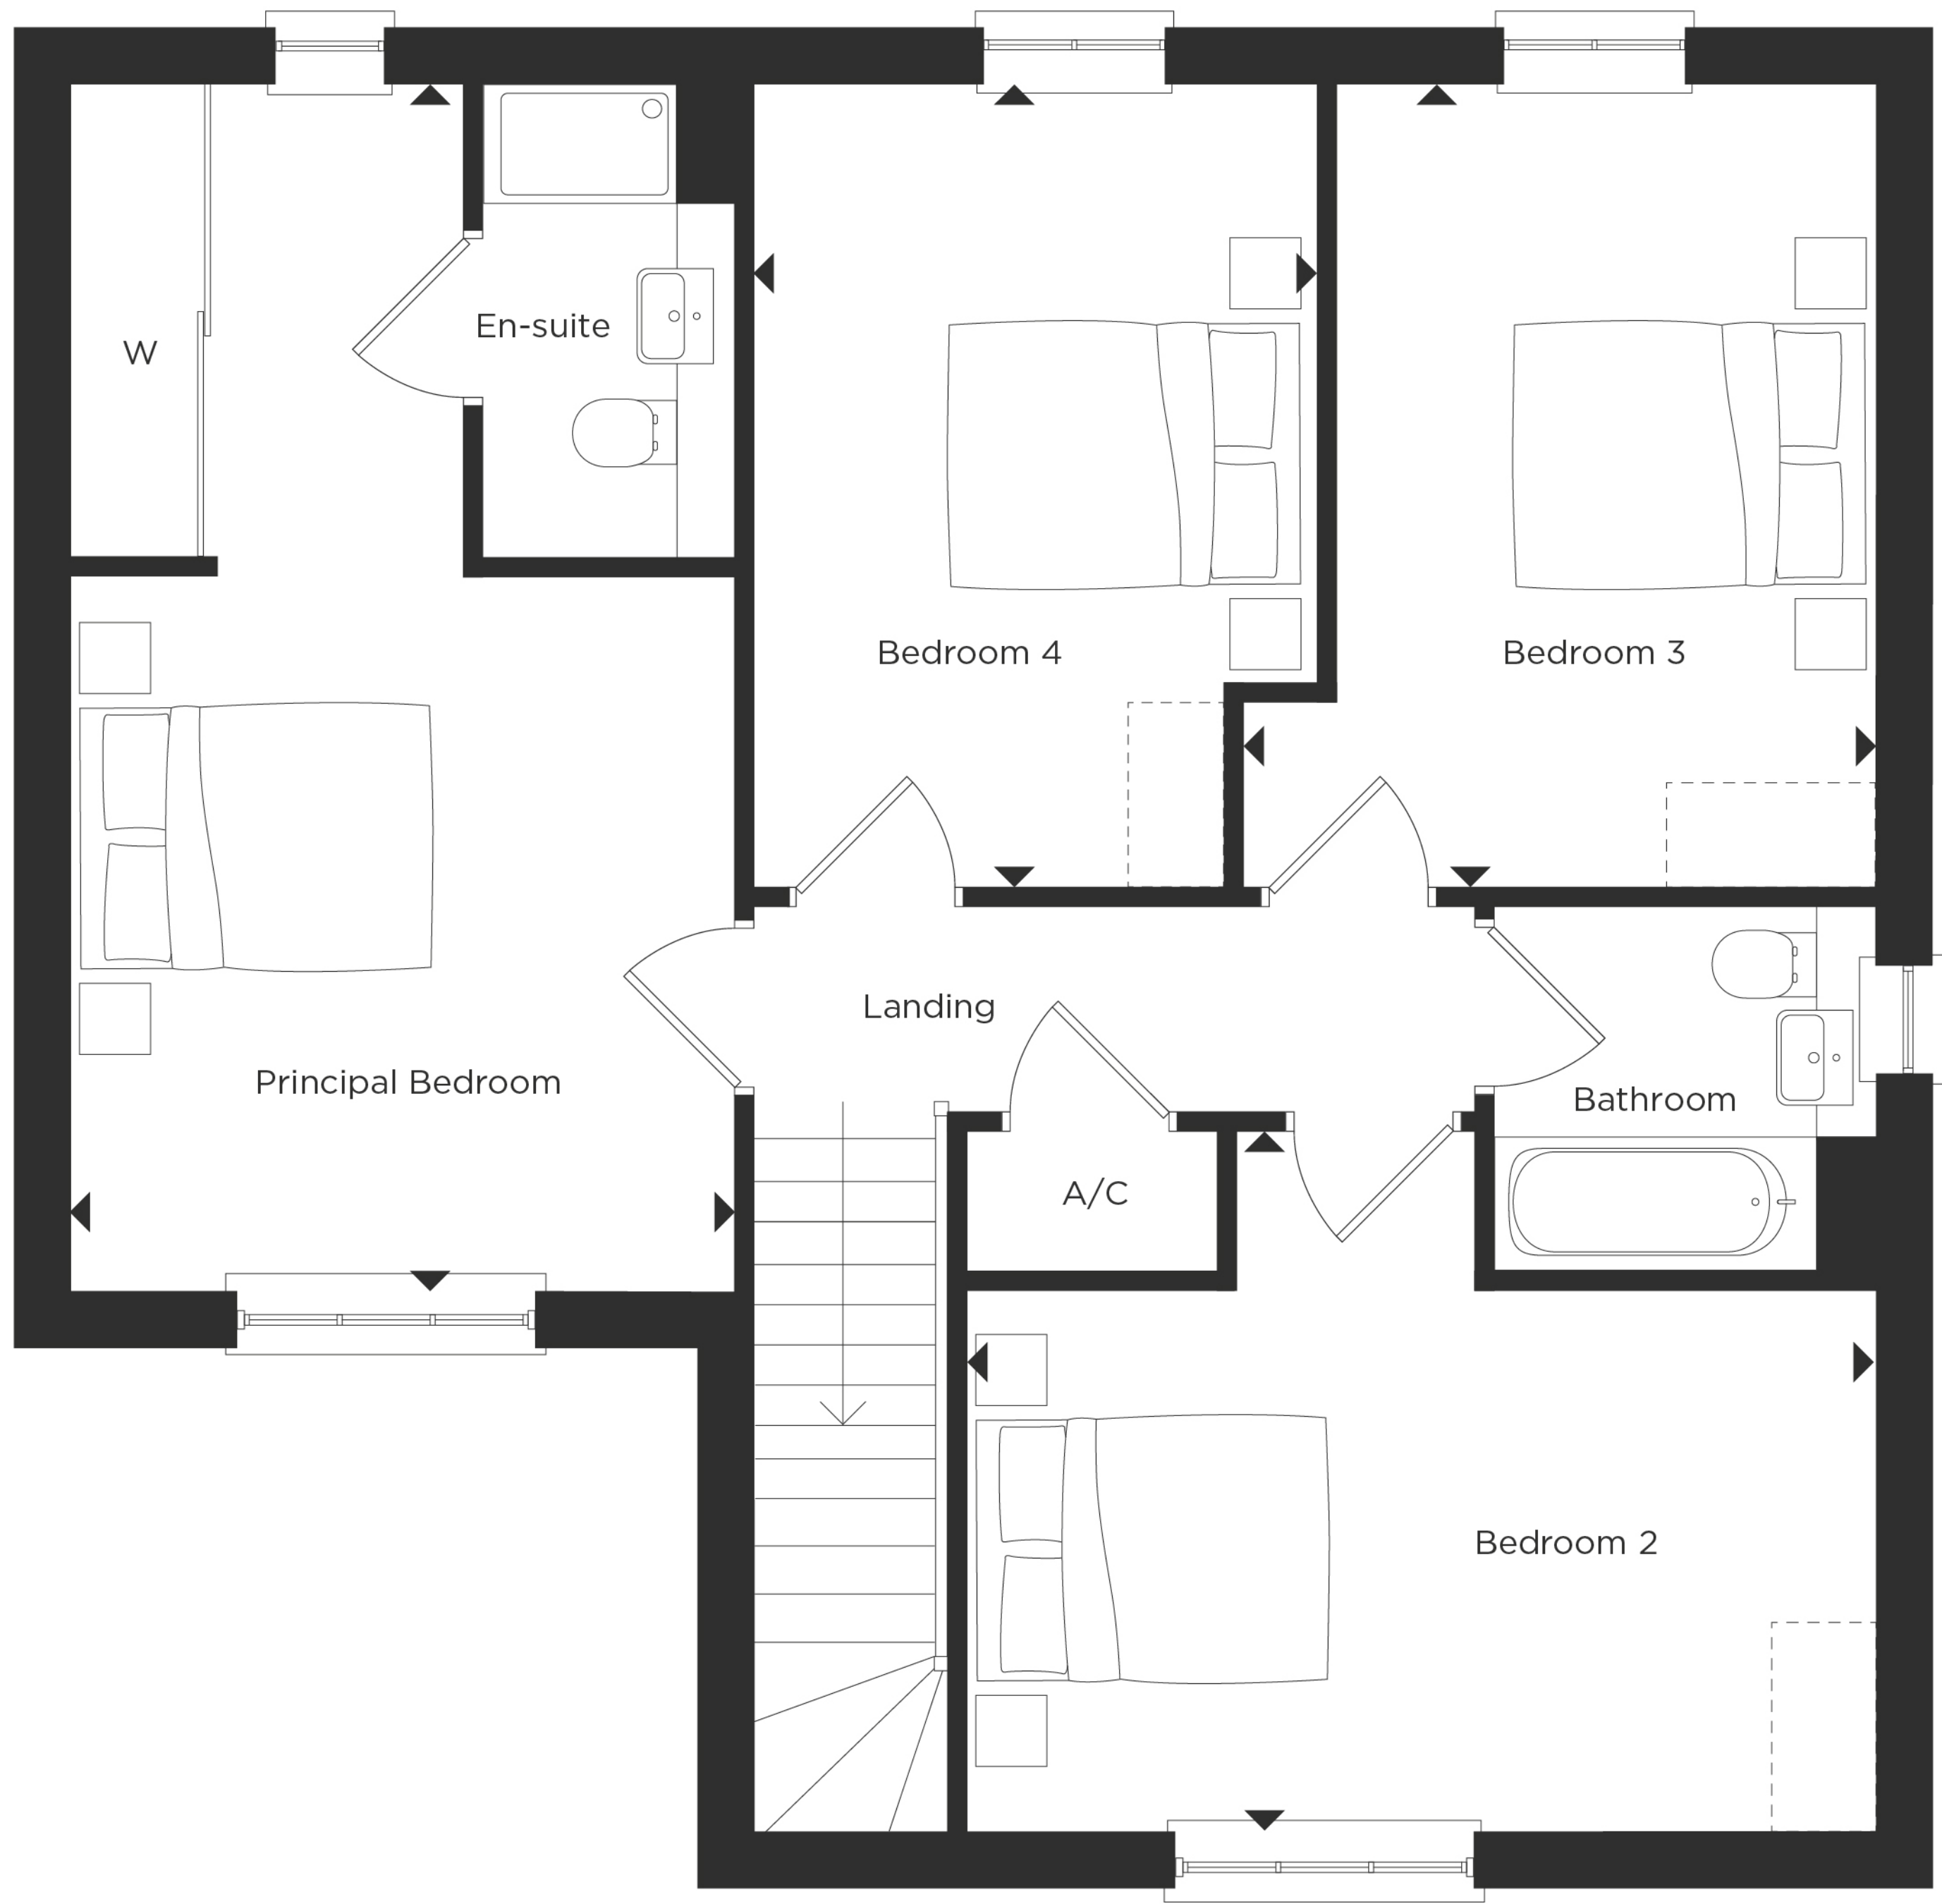 En-suite
W
Bedroom 4
Bedroom 3
Landing
Principal Bedroom
Bathroom
A/C
Bedroom 2